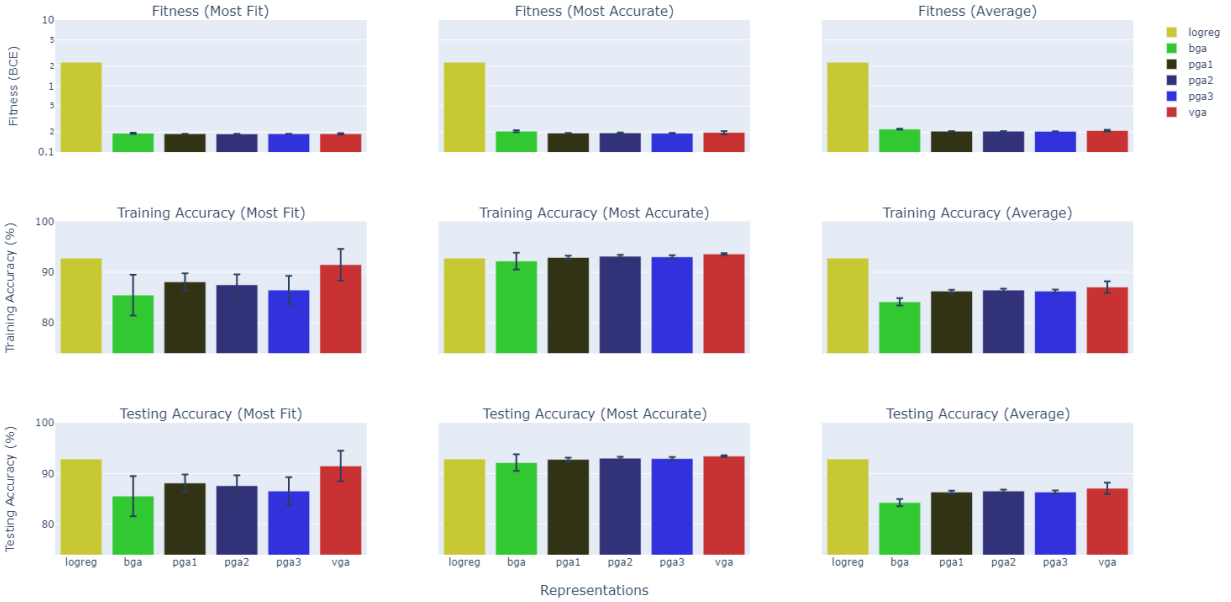 Fitness (Most Fit) Fitness (Most Accurate) Fitness (Average)
Fitness (BCE)
10
5
2
1
5
2
0.1
logreg
bga
pga1
pga2
pga3
vga
Training Accuracy (Most Fit) Training Accuracy (Most Accurate) Training Accuracy (Average)
Training Accuracy (%)
100
90
80
Testing Accuracy (Most Fit) Testing Accuracy (Most Accurate) Testing Accuracy (Average)
Testing Accuracy (%)
100
90
80
logreg bga pga1 pga2 pga3 vga logreg bga pga1 pga2 pga3 vga logreg bga pga1 pga2 pga3 vga
Representations